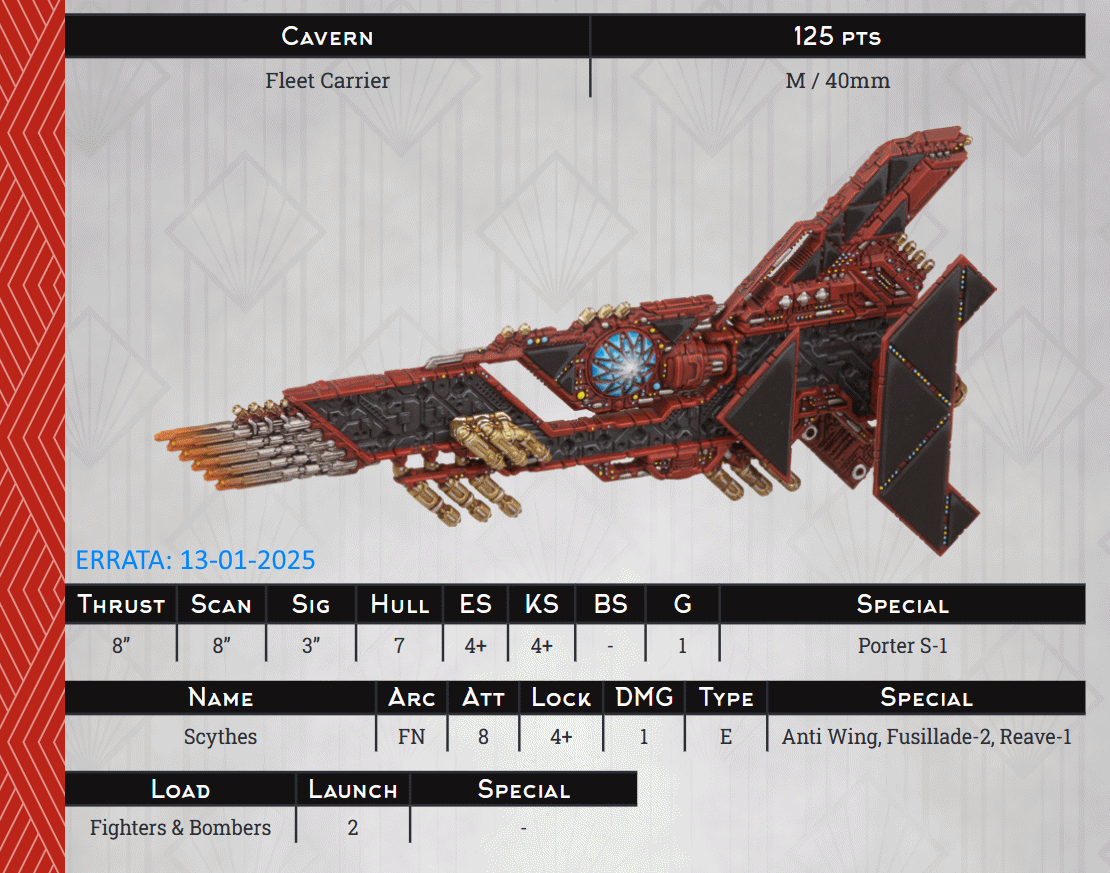 Cavern 125 pts
Fleet Carrier M / 40mm
ERRATA: 13-01-2025
Thrust Scan Sig Hull ES KS BS G Special
8” 8” 3” 7 4+ 4+ - 1 Porter S-1
Name Arc Att Lock DMG Type Special
Scythes FN 8 4+ 1 E Anti Wing, Fusillade-2, Reave-1
Load Launch Special
Fighters & Bombers 2 -